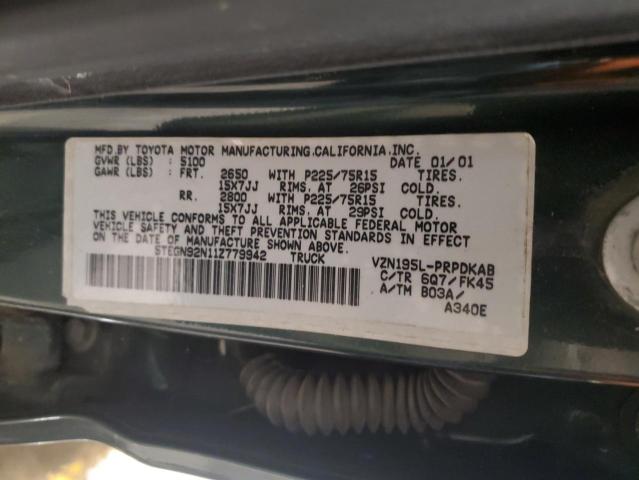 MFD.BY TOYOTA MOTOR MANUFACTURING,CALIFORNIA,INC.
GVWR (LBS) : 5100 DATE 01/01
GAWR (LBS) : FRT. 2650 WITH P225/75R15 TIRES.
15X7JJ RIMS, AT 26PSI COLD.
RR. 2800 WITH P225/75R15 TIRES.
15X7JJ RIMS, AT 29PSI COLD.
THIS VEHICLE CONFORMS TO ALL APPLICABLE FEDERAL MOTOR
VEHICLE SAFETY AND THEFT PREVENTION STANDARDS IN
EFFECT ON THE DATE OF MANUFACTURE SHOWN ABOVE.
5TEGN92N11Z779942 TRUCK VZN195L-PRPDKAB
C/TR 6Q7/FK45
A/TM B03A/
A340E